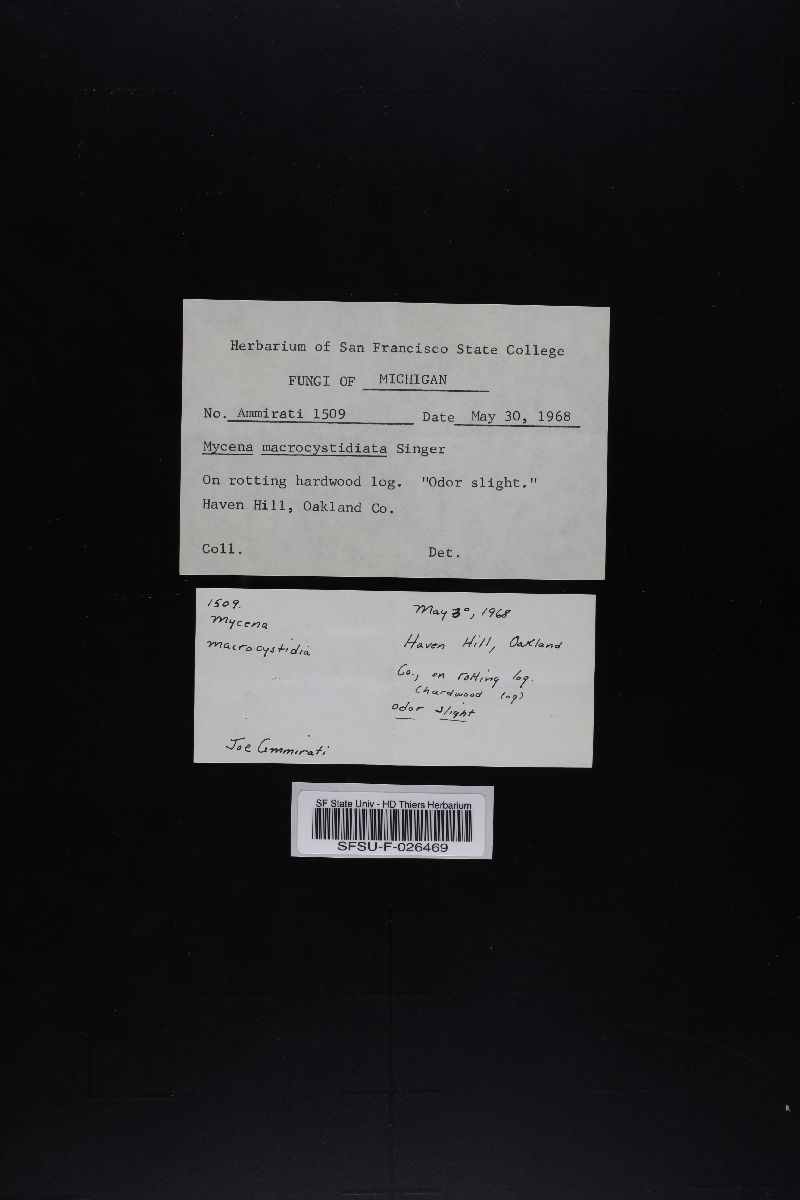 Herbarium of San Francisco State College
FUNGI OF MICHIGAN
No. Ammirati 1509 Date May 30, 1968
Mycena macrocystidiata Singer
On rotting hardwood log. "Odor slight."
Haven Hill, Oakland Co.
Coll. Det.
1509.
Mycena
macrocystidia
Joe Ammirati
May 30, 1968
Haven Hill, Oakland
Co., on rotting log.
(hardwood log)
odor slight
SF State Univ - HD Thiers Herbarium
SFSU-F-026469